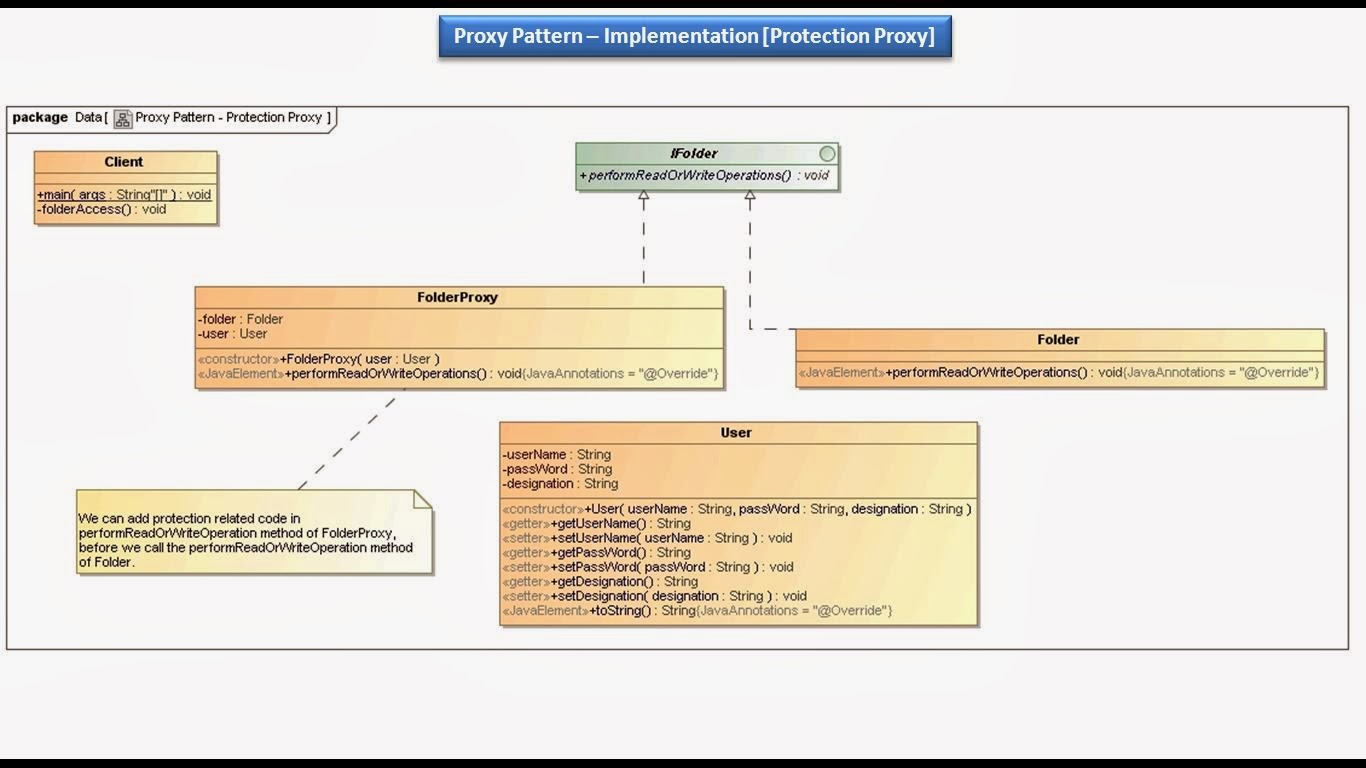 Proxy Pattern – Implementation [Protection Proxy]
package Data [ Proxy Pattern - Protection Proxy ]
Client
+main( args : String"[]" ) : void
-folderAccess() : void
IFolder
+performReadOrWriteOperations() : void
FolderProxy
-folder : Folder
-user : User
«constructor»+FolderProxy( user : User )
«JavaElement»+performReadOrWriteOperations() : void{JavaAnnotations = "@Override"}
Folder
«JavaElement»+performReadOrWriteOperations() : void{JavaAnnotations = "@Override"}
User
-userName : String
-passWord : String
-designation : String
«constructor»+User( userName : String, passWord : String, designation : String )
«getter»+getUserName() : String
«setter»+setUserName( userName : String ) : void
«getter»+getPassWord() : String
«setter»+setPassWord( passWord : String ) : void
«getter»+getDesignation() : String
«setter»+setDesignation( designation : String ) : void
«JavaElement»+toString() : String{JavaAnnotations = "@Override"}
We can add protection related code in
performReadOrWriteOperation method of FolderProxy,
before we call the performReadOrWriteOperation method
of Folder.